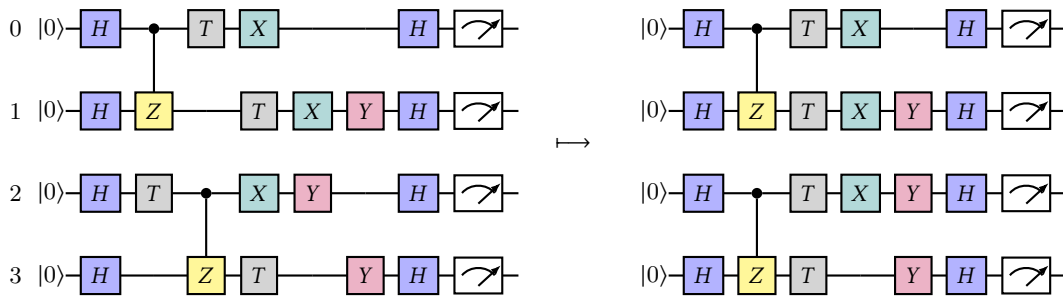 0 |0⟩ H T X H |0⟩ H T X H
1 |0⟩ H Z T X Y H |0⟩ H Z T X Y H
⟼
2 |0⟩ H T X Y H |0⟩ H T X Y H
3 |0⟩ H Z T Y H |0⟩ H Z T Y H